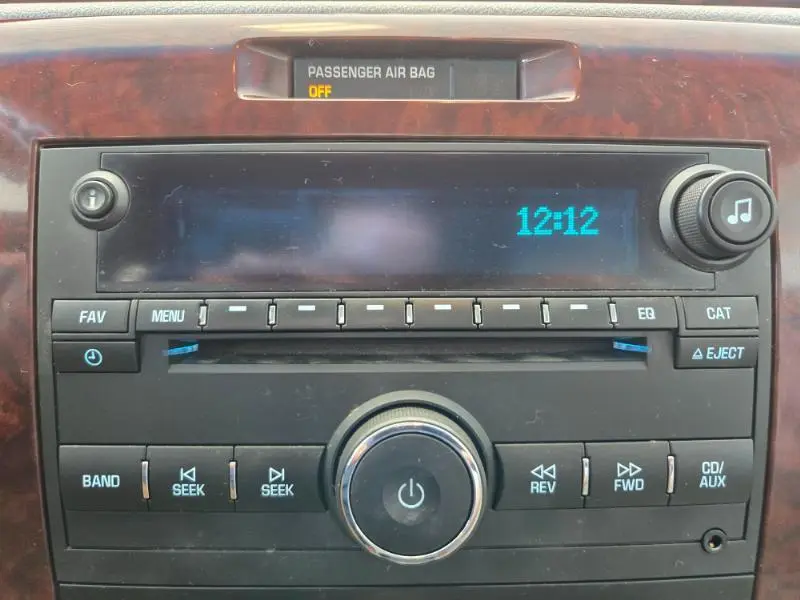 PASSENGER AIR BAG
OFF
i
12:12
FAV
MENU
EQ
CAT
EJECT
BAND
SEEK
SEEK
REV
FWD
CD/
AUX